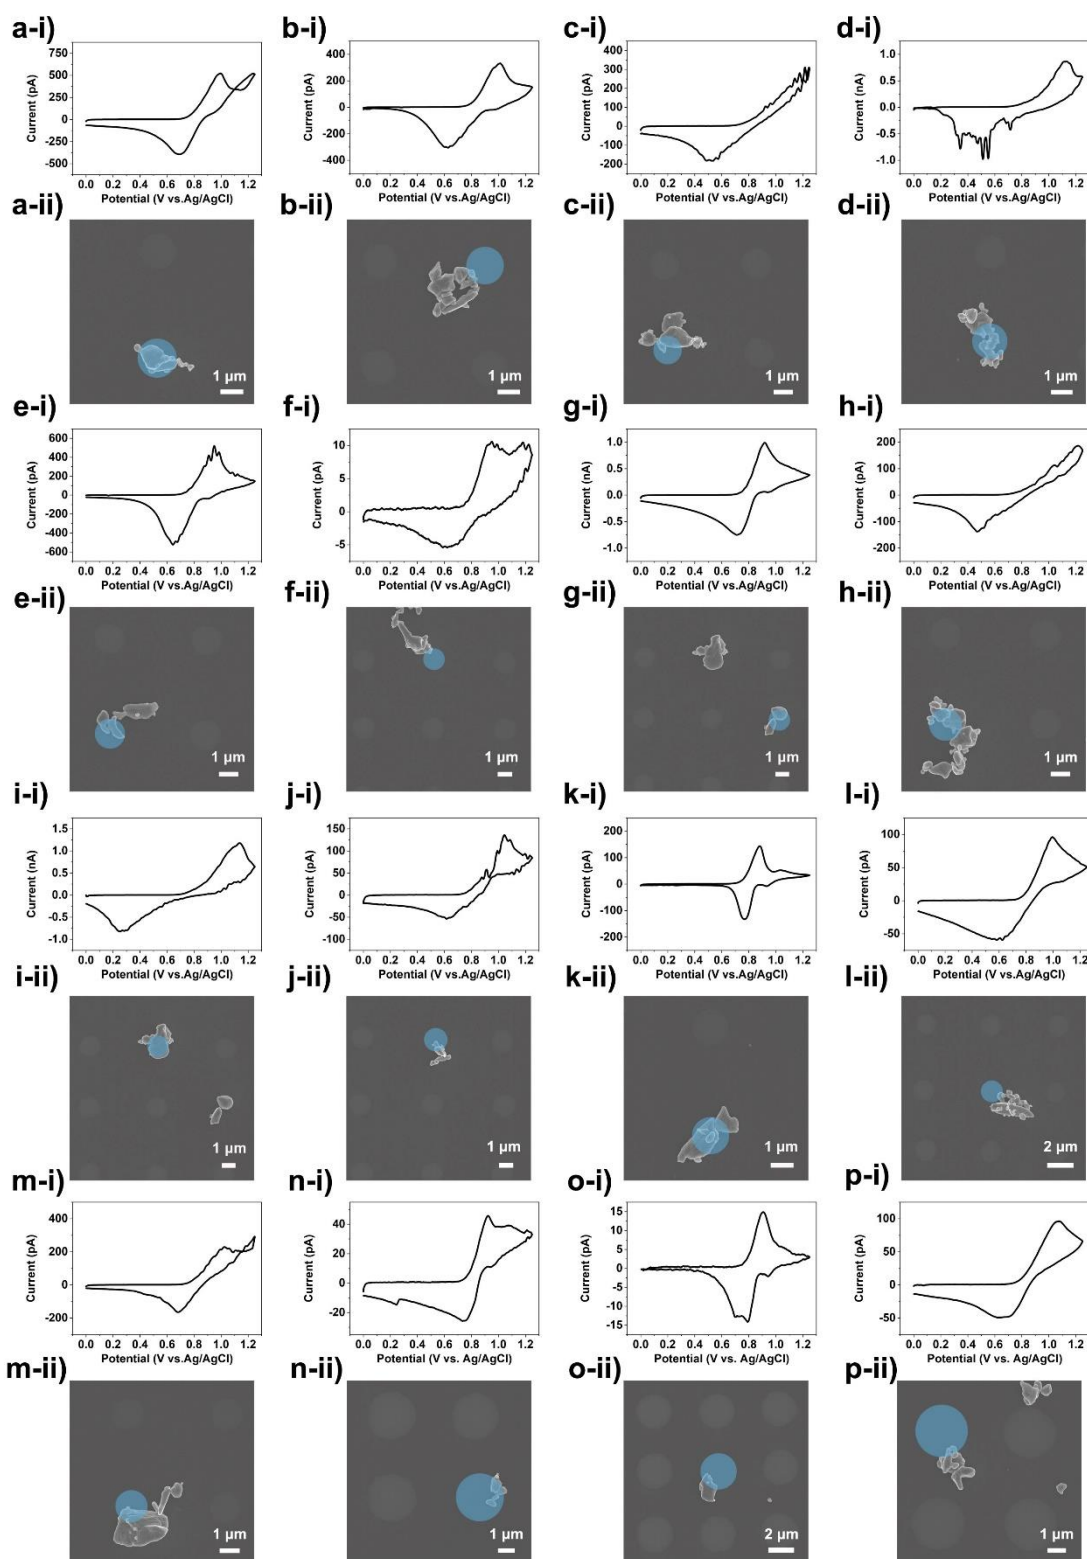 a-i) b-i) c-i) d-i)
Current (pA) 750 500 250 0 -250 -500
0.0 0.2 0.4 0.6 0.8 1.0 1.2
Potential (V vs.Ag/AgCl)
Current (pA) 400 200 0 -200 -400
0.0 0.2 0.4 0.6 0.8 1.0 1.2
Potential (V vs.Ag/AgCl)
Current (pA) 400 300 200 100 0 -100 -200
0.0 0.2 0.4 0.6 0.8 1.0 1.2
Potential (V vs.Ag/AgCl)
Current (nA) 1.0 0.5 0.0 -0.5 -1.0
0.0 0.2 0.4 0.6 0.8 1.0 1.2
Potential (V vs.Ag/AgCl)
a-ii) b-ii) c-ii) d-ii)
1 µm 1 µm 1 µm 1 µm
e-i) f-i) g-i) h-i)
Current (pA) 600 400 200 0 -200 -400 -600
0.0 0.2 0.4 0.6 0.8 1.0 1.2
Potential (V vs.Ag/AgCl)
Current (pA) 10 5 0 -5
0.0 0.2 0.4 0.6 0.8 1.0 1.2
Potential (V vs.Ag/AgCl)
Current (nA) 1.0 0.5 0.0 -0.5 -1.0
0.0 0.2 0.4 0.6 0.8 1.0 1.2
Potential (V vs.Ag/AgCl)
Current (pA) 200 100 0 -100 -200
0.0 0.2 0.4 0.6 0.8 1.0 1.2
Potential (V vs.Ag/AgCl)
e-ii) f-ii) g-ii) h-ii)
1 µm 1 µm 1 µm 1 µm
i-i) j-i) k-i) l-i)
Current (nA) 1.5 1.0 0.5 0.0 -0.5 -1.0
0.0 0.2 0.4 0.6 0.8 1.0 1.2
Potential (V vs.Ag/AgCl)
Current (pA) 150 100 50 0 -50 -100
0.0 0.2 0.4 0.6 0.8 1.0 1.2
Potential (V vs.Ag/AgCl)
Current (pA) 200 100 0 -100 -200
0.0 0.2 0.4 0.6 0.8 1.0 1.2
Potential (V vs.Ag/AgCl)
Current (pA) 100 50 0 -50
0.0 0.2 0.4 0.6 0.8 1.0 1.2
Potential (V vs.Ag/AgCl)
i-ii) j-ii) k-ii) l-ii)
1 µm 1 µm 1 µm 2 µm
m-i) n-i) o-i) p-i)
Current (pA) 400 200 0 -200
0.0 0.2 0.4 0.6 0.8 1.0 1.2
Potential (V vs.Ag/AgCl)
Current (pA) 40 20 0 -20
0.0 0.2 0.4 0.6 0.8 1.0 1.2
Potential (V vs. Ag/AgCl)
Current (pA) 15 10 5 0 -5 -10 -15
0.0 0.2 0.4 0.6 0.8 1.0 1.2
Potential (V vs. Ag/AgCl)
Current (pA) 100 50 0 -50
0.0 0.2 0.4 0.6 0.8 1.0 1.2
Potential (V vs. Ag/AgCl)
m-ii) n-ii) o-ii) p-ii)
1 µm 1 µm 2 µm 1 µm